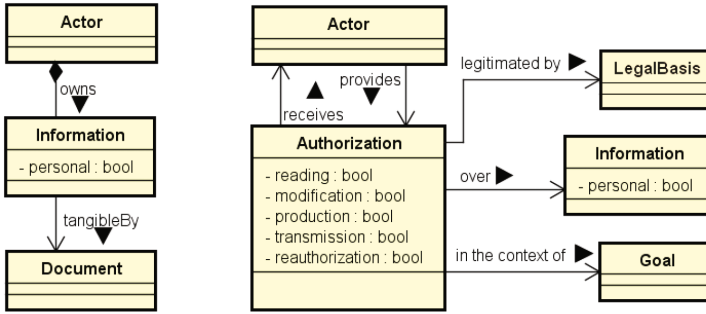 Actor
owns
Information
- personal : bool
tangibleBy
Document
Actor
provides
receives
Authorization
- reading : bool
- modification : bool
- production : bool
- transmission : bool
- reauthorization : bool
legitimated by
LegalBasis
over
Information
- personal : bool
in the context of
Goal